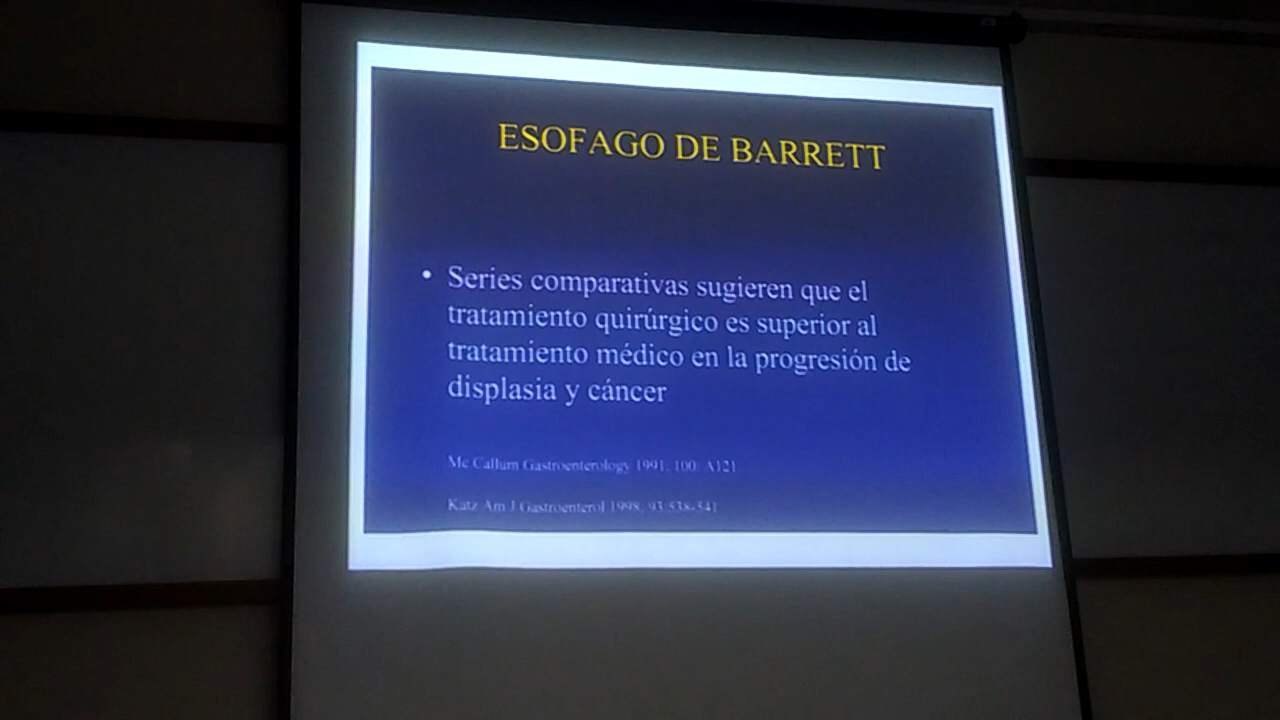 ESOFAGO DE BARRETT
• Series comparativas sugieren que el
tratamiento quirúrgico es superior al
tratamiento médico en la progresión de
displasia y cáncer
Mc Callum Gastroenterology 1991; 100: A121
Katz Am J Gastroenterol 1998; 93:538-541